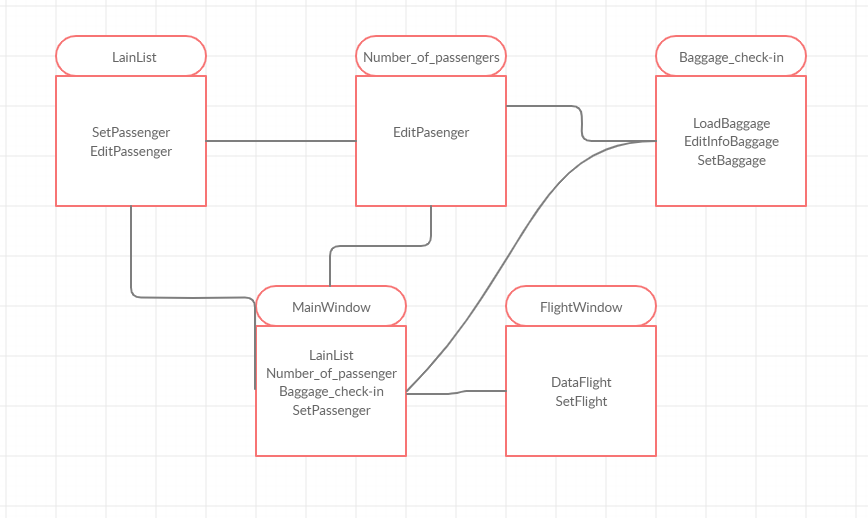 LainList
SetPassenger
EditPassenger
Number_of_passengers
EditPasenger
Baggage_check-in
LoadBaggage
EditInfoBaggage
SetBaggage
MainWindow
LainList
Number_of_passenger
Baggage_check-in
SetPassenger
FlightWindow
DataFlight
SetFlight